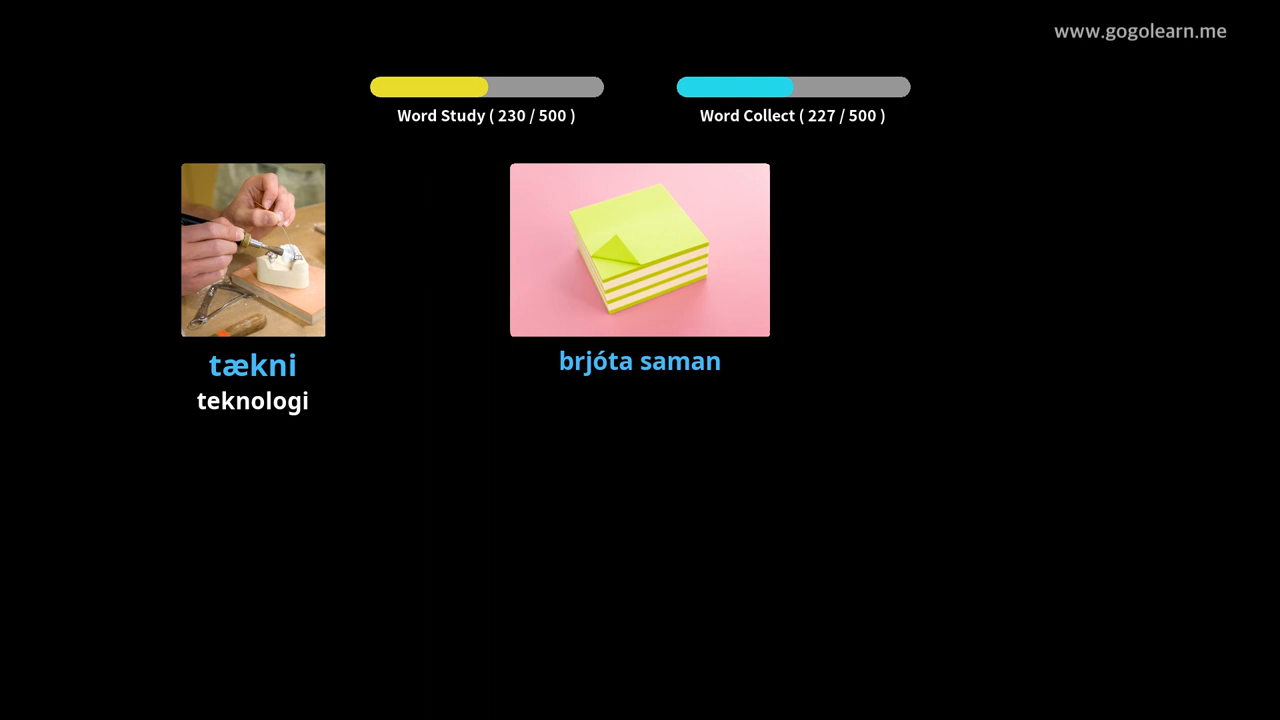 www.gogolearn.me
Word Study ( 230 / 500 )
Word Collect ( 227 / 500 )
tækni
teknologi
brjóta saman